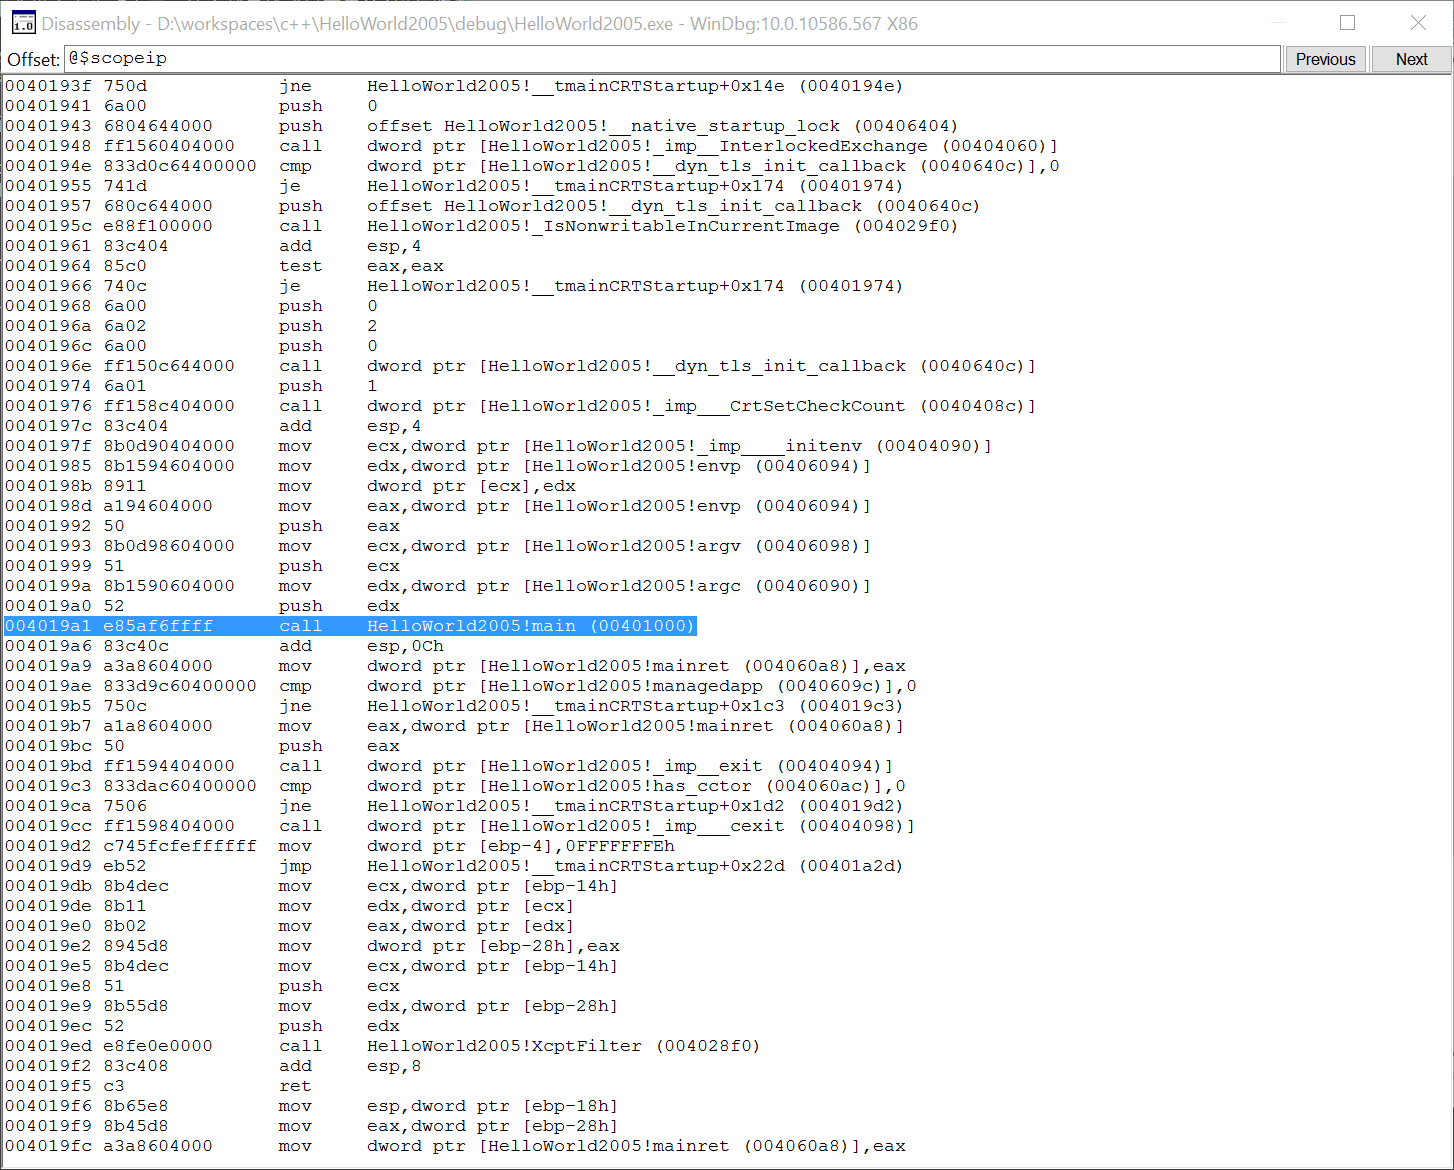 Disassembly - D:\workspaces\c++\HelloWorld2005\debug\HelloWorld2005.exe - WinDbg:10.0.10586.567 X86
Offset: @$scopeip Previous Next
0040193f 750d jne HelloWorld2005!__tmainCRTStartup+0x14e (0040194e)
00401941 6a00 push 0
00401943 6804644000 push offset HelloWorld2005!__native_startup_lock (00406404)
00401948 ff1560404000 call dword ptr [HelloWorld2005!_imp__InterlockedExchange (00404060)]
0040194e 833d0c64400000 cmp dword ptr [HelloWorld2005!__dyn_tls_init_callback (0040640c)],0
00401955 741d je HelloWorld2005!__tmainCRTStartup+0x174 (00401974)
00401957 680c644000 push offset HelloWorld2005!__dyn_tls_init_callback (0040640c)
0040195c e88f100000 call HelloWorld2005!_IsNonwritableInCurrentImage (004029f0)
00401961 83c404 add esp,4
00401964 85c0 test eax,eax
00401966 740c je HelloWorld2005!__tmainCRTStartup+0x174 (00401974)
00401968 6a00 push 0
0040196a 6a02 push 2
0040196c 6a00 push 0
0040196e ff150c644000 call dword ptr [HelloWorld2005!__dyn_tls_init_callback (0040640c)]
00401974 6a01 push 1
00401976 ff158c404000 call dword ptr [HelloWorld2005!_imp___CrtSetCheckCount (0040408c)]
0040197c 83c404 add esp,4
0040197f 8b0d90404000 mov ecx,dword ptr [HelloWorld2005!_imp____initenv (00404090)]
00401985 8b1594604000 mov edx,dword ptr [HelloWorld2005!envp (00406094)]
0040198b 8911 mov dword ptr [ecx],edx
0040198d a194604000 mov eax,dword ptr [HelloWorld2005!envp (00406094)]
00401992 50 push eax
00401993 8b0d98604000 mov ecx,dword ptr [HelloWorld2005!argv (00406098)]
00401999 51 push ecx
0040199a 8b1590604000 mov edx,dword ptr [HelloWorld2005!argc (00406090)]
004019a0 52 push edx
004019a1 e85af6ffff call HelloWorld2005!main (00401000)
004019a6 83c40c add esp,0Ch
004019a9 a3a8604000 mov dword ptr [HelloWorld2005!mainret (004060a8)],eax
004019ae 833d9c60400000 cmp dword ptr [HelloWorld2005!managedapp (0040609c)],0
004019b5 750c jne HelloWorld2005!__tmainCRTStartup+0x1c3 (004019c3)
004019b7 a1a8604000 mov eax,dword ptr [HelloWorld2005!mainret (004060a8)]
004019bc 50 push eax
004019bd ff1594404000 call dword ptr [HelloWorld2005!_imp__exit (00404094)]
004019c3 833dac60400000 cmp dword ptr [HelloWorld2005!has_cctor (004060ac)],0
004019ca 7506 jne HelloWorld2005!__tmainCRTStartup+0x1d2 (004019d2)
004019cc ff1598404000 call dword ptr [HelloWorld2005!_imp___cexit (00404098)]
004019d2 c745fcfeffffff mov dword ptr [ebp-4],0FFFFFFFEh
004019d9 eb52 jmp HelloWorld2005!__tmainCRTStartup+0x22d (00401a2d)
004019db 8b4dec mov ecx,dword ptr [ebp-14h]
004019de 8b11 mov edx,dword ptr [ecx]
004019e0 8b02 mov eax,dword ptr [edx]
004019e2 8945d8 mov dword ptr [ebp-28h],eax
004019e5 8b4dec mov ecx,dword ptr [ebp-14h]
004019e8 51 push ecx
004019e9 8b55d8 mov edx,dword ptr [ebp-28h]
004019ec 52 push edx
004019ed e8fe0e0000 call HelloWorld2005!XcptFilter (004028f0)
004019f2 83c408 add esp,8
004019f5 c3 ret
004019f6 8b65e8 mov esp,dword ptr [ebp-18h]
004019f9 8b45d8 mov eax,dword ptr [ebp-28h]
004019fc a3a8604000 mov dword ptr [HelloWorld2005!mainret (004060a8)],eax